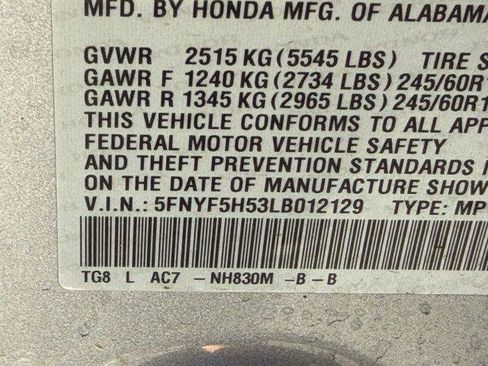 MFD. BY HONDA MFG. OF ALABAMA
GVWR 2515 KG (5545 LBS) TIRE S
GAWR F 1240 KG (2734 LBS) 245/60R1
GAWR R 1345 KG (2965 LBS) 245/60R1
THIS VEHICLE CONFORMS TO ALL APP
FEDERAL MOTOR VEHICLE SAFETY
AND THEFT PREVENTION STANDARDS I
ON THE DATE OF MANUFACTURE SHOW
V.I.N.: 5FNYF5H53LB012129 TYPE: MP
TG8 L AC7 - NH830M - B - B